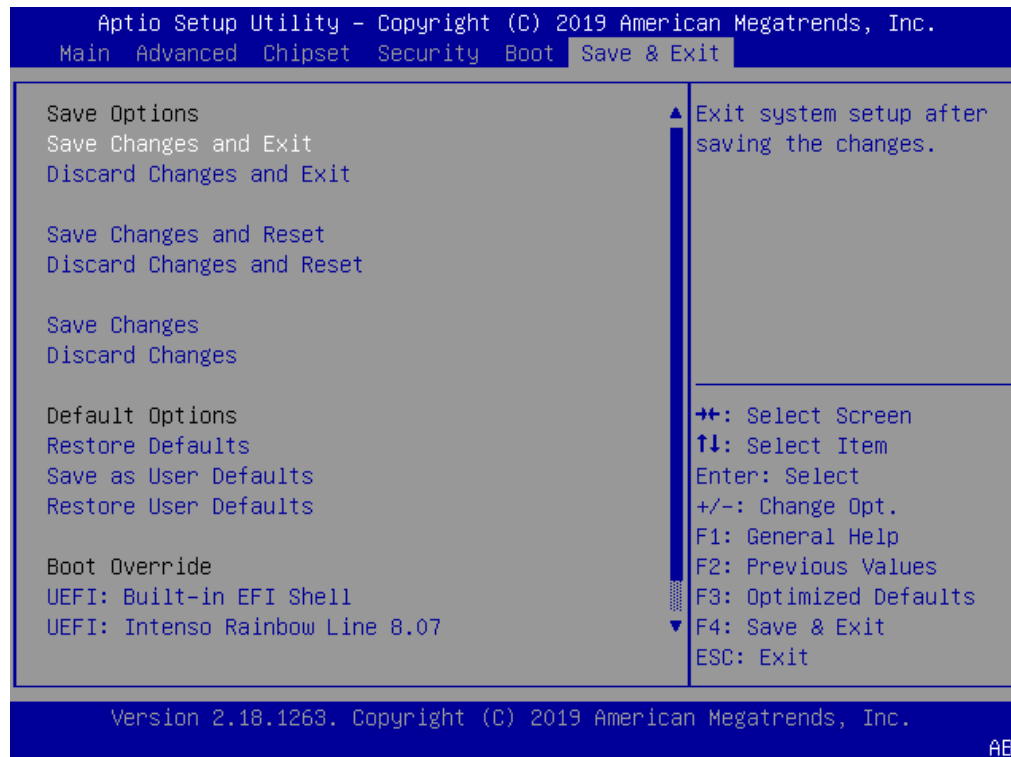 Aptio Setup Utility – Copyright (C) 2019 American Megatrends, Inc.
Main Advanced Chipset Security Boot Save & Exit
Save Options
Save Changes and Exit
Discard Changes and Exit
Save Changes and Reset
Discard Changes and Reset
Save Changes
Discard Changes
Default Options
Restore Defaults
Save as User Defaults
Restore User Defaults
Boot Override
UEFI: Built-in EFI Shell
UEFI: Intenso Rainbow Line 8.07
Exit system setup after
saving the changes.
→←: Select Screen
↑↓: Select Item
Enter: Select
+/-: Change Opt.
F1: General Help
F2: Previous Values
F3: Optimized Defaults
F4: Save & Exit
ESC: Exit
Version 2.18.1263. Copyright (C) 2019 American Megatrends, Inc.